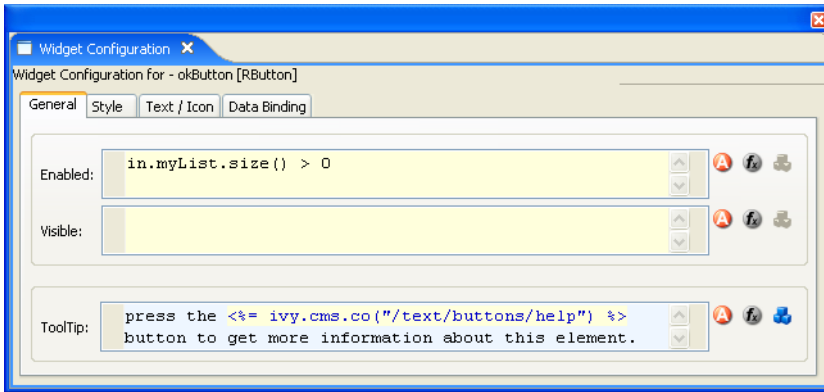 Widget Configuration
Widget Configuration for - okButton [RButton]
General Style Text / Icon Data Binding
Enabled: in.myList.size() > 0
Visible:
ToolTip: press the <%= ivy.cms.co("/text/buttons/help") %>
button to get more information about this element.